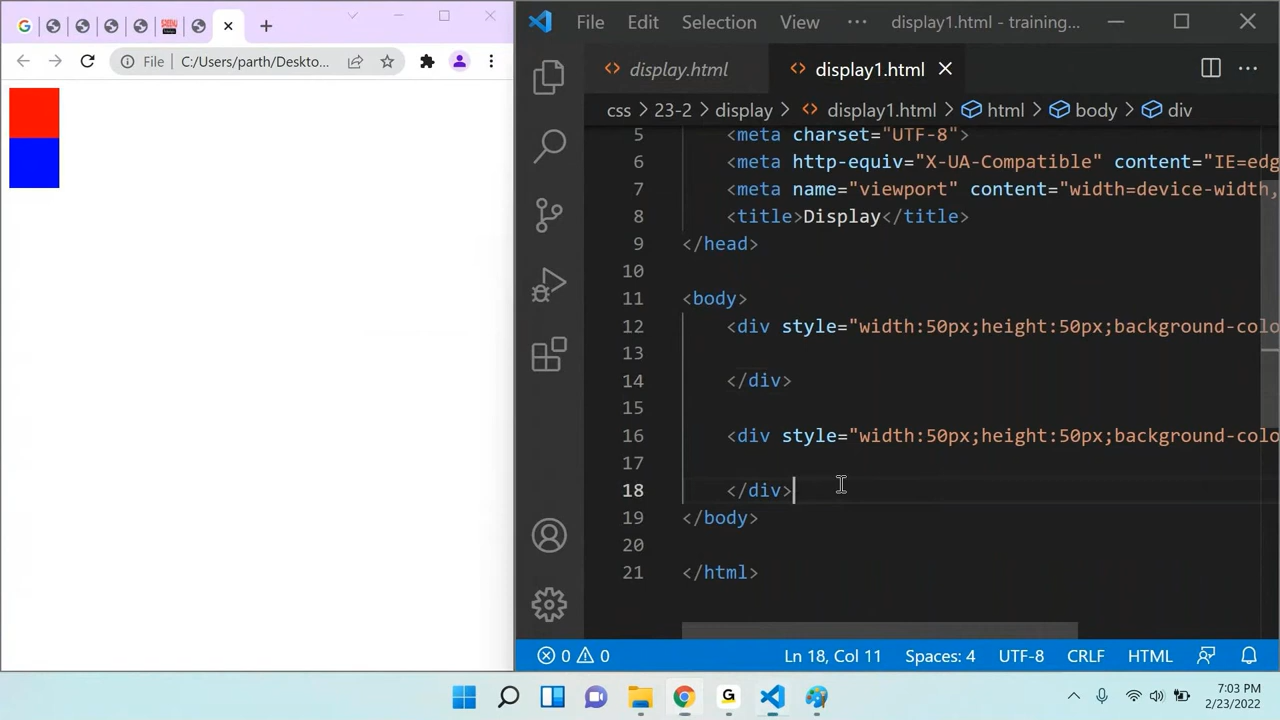 File C:/Users/parth/Deskto...
File Edit Selection View ··· display1.html - training...
display.html display1.html
css > 23-2 > display > display1.html > html > body > div
5 <meta charset="UTF-8">
6 <meta http-equiv="X-UA-Compatible" content="IE=edg
7 <meta name="viewport" content="width=device-width,
8 <title>Display</title>
9 </head>
10
11 <body>
12 <div style="width:50px;height:50px;background-colo
13
14 </div>
15
16 <div style="width:50px;height:50px;background-colo
17
18 </div>
19 </body>
20
21 </html>
0 0 Ln 18, Col 11 Spaces: 4 UTF-8 CRLF HTML
7:03 PM
2/23/2022